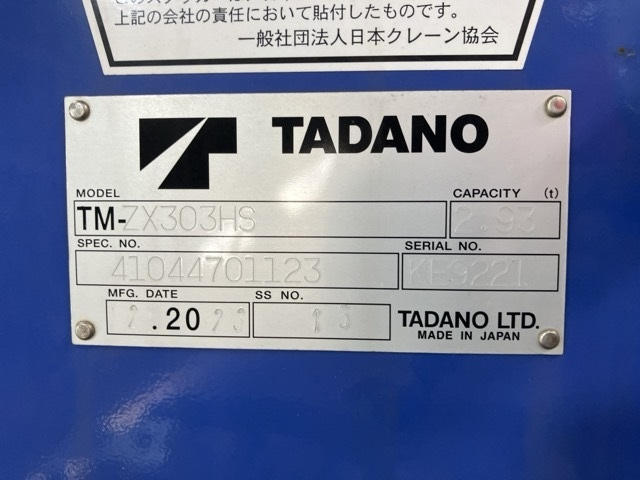 上記の会社の責任において貼付したものです。
一般社団法人日本クレーン協会
TADANO
MODEL
CAPACITY (t)
TM-ZX303HS
2.93
SPEC. NO.
SERIAL NO.
41044701123
KE9221
MFG. DATE
SS NO.
.20
TADANO LTD.
MADE IN JAPAN